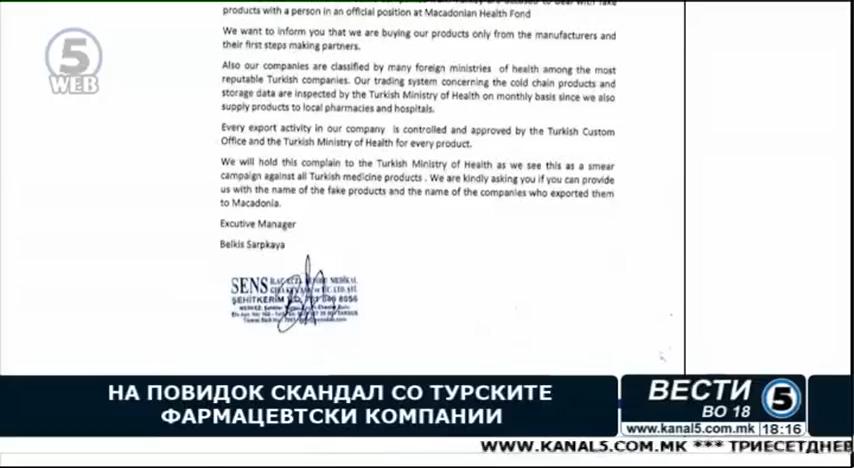 products with a person in an official position at Macadonian Health Fond
We want to inform you that we are buying our products only from the manufacturers and
their first steps making partners.
Also our companies are classified by many foreign ministries of health among the most
reputable Turkish companies. Our trading system concerning the cold chain products and
storage data are inspected by the Turkish Ministry of Health on monthly basis since we also
supply products to local pharmacies and hospitals.
Every export activity in our company is controlled and approved by the Turkish Custom
Office and the Turkish Ministry of Health for every product.
We will hold this complain to the Turkish Ministry of Health as we see this as a smear
campaign against all Turkish medicine products . We are kindly asking you if you can provide
us with the name of the fake products and the name of the companies who exported them
to Macadonia.
Excutive Manager
Belkis Sarpkaya
SENS
ŞEHİTKERİM
5
WEB
НА ПОВИДОК СКАНДАЛ СО ТУРСКИТЕ
ФАРМАЦЕВТСКИ КОМПАНИИ
ВЕСТИ
ВО 18
5
www.kanal5.com.mk
18:16
WWW.KANAL5.COM.MK *** ТРИЕСЕТДНЕВ